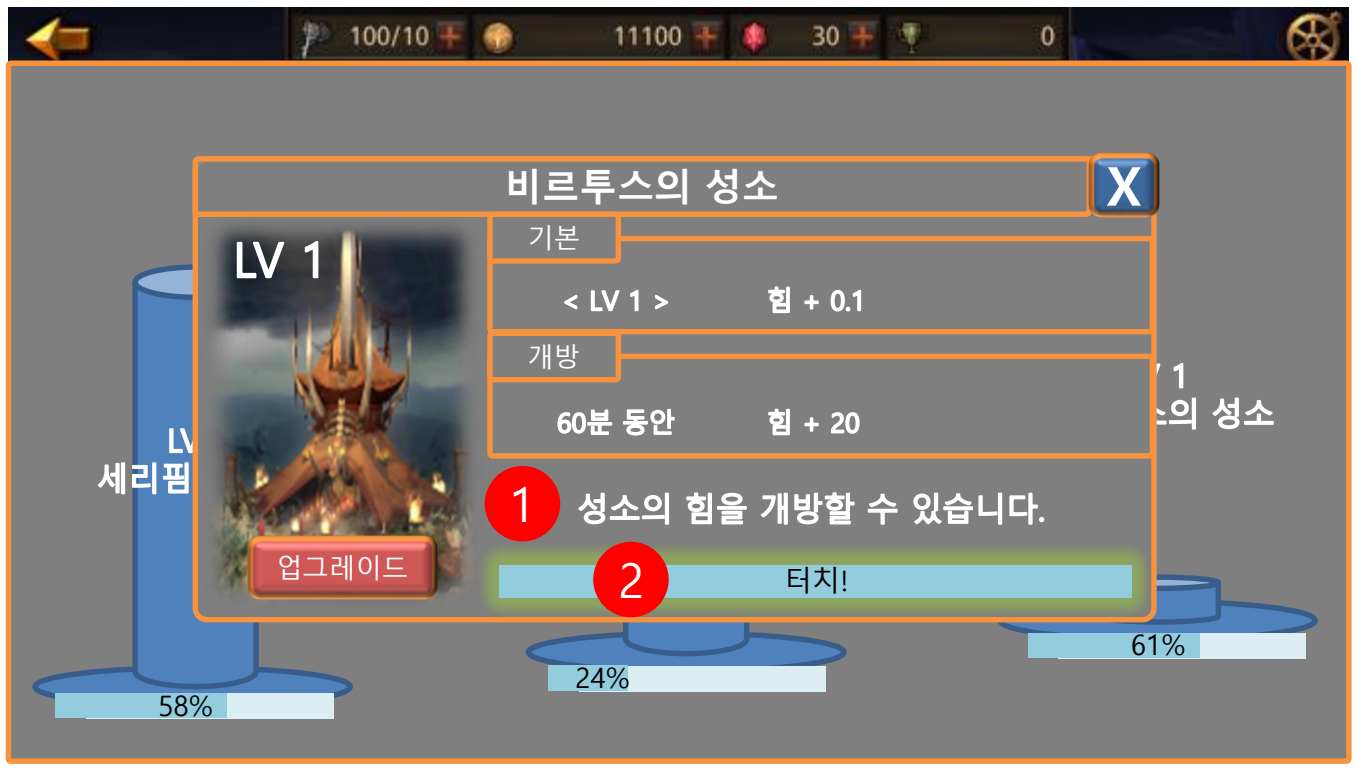 100/10
11100
30
0
비르투스의 성소
X
LV 1
기본
< LV 1 > 힘 + 0.1
개방
60분 동안 힘 + 20
1 성소의 힘을 개방할 수 있습니다.
업그레이드
2 터치!
LV
세리핌
1
의 성소
58%
24%
61%